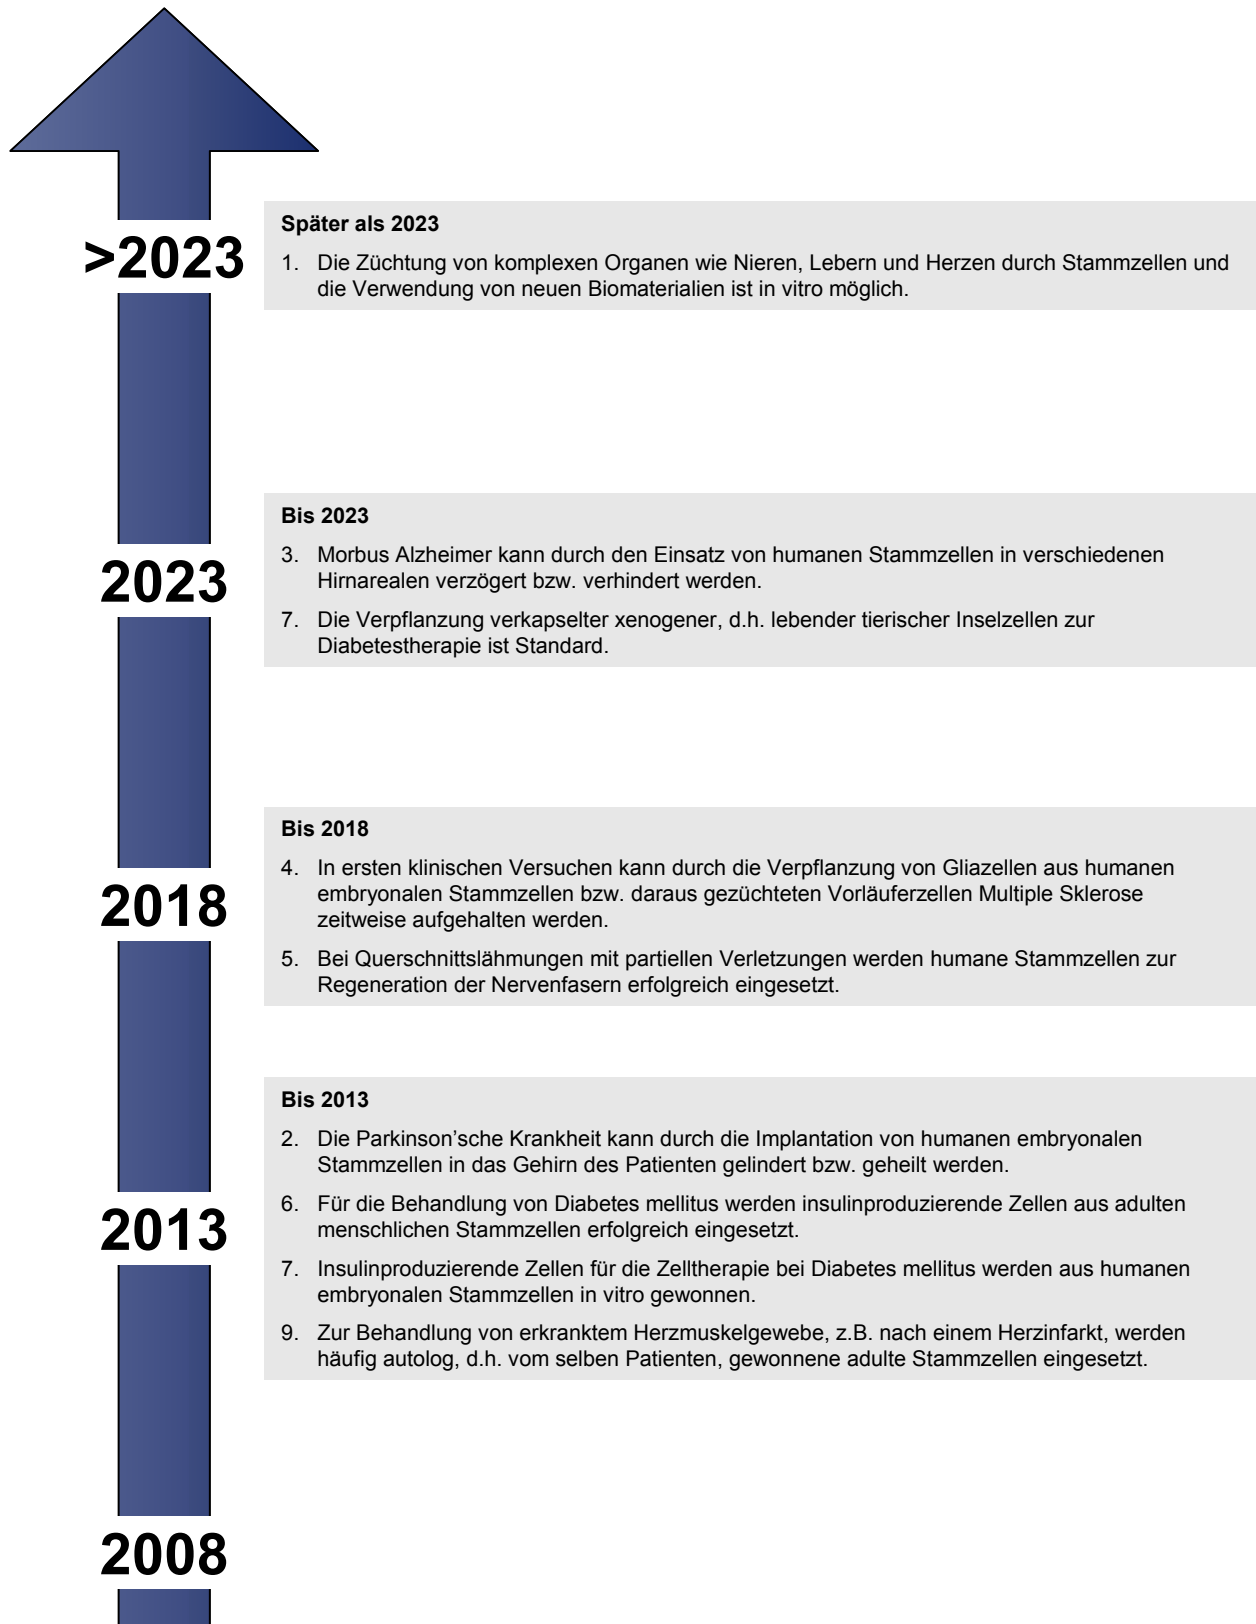 >2023
Später als 2023
1. Die Züchtung von komplexen Organen wie Nieren, Lebern und Herzen durch Stammzellen und
die Verwendung von neuen Biomaterialien ist in vitro möglich.
2023
Bis 2023
3. Morbus Alzheimer kann durch den Einsatz von humanen Stammzellen in verschiedenen
Hirnarealen verzögert bzw. verhindert werden.
7. Die Verpflanzung verkapselter xenogener, d.h. lebender tierischer Inselzellen zur
Diabetestherapie ist Standard.
2018
Bis 2018
4. In ersten klinischen Versuchen kann durch die Verpflanzung von Gliazellen aus humanen
embryonalen Stammzellen bzw. daraus gezüchteten Vorläuferzellen Multiple Sklerose
zeitweise aufgehalten werden.
5. Bei Querschnittslähmungen mit partiellen Verletzungen werden humane Stammzellen zur
Regeneration der Nervenfasern erfolgreich eingesetzt.
2013
Bis 2013
2. Die Parkinson’sche Krankheit kann durch die Implantation von humanen embryonalen
Stammzellen in das Gehirn des Patienten gelindert bzw. geheilt werden.
6. Für die Behandlung von Diabetes mellitus werden insulinproduzierende Zellen aus adulten
menschlichen Stammzellen erfolgreich eingesetzt.
7. Insulinproduzierende Zellen für die Zelltherapie bei Diabetes mellitus werden aus humanen
embryonalen Stammzellen in vitro gewonnen.
9. Zur Behandlung von erkranktem Herzmuskelgewebe, z.B. nach einem Herzinfarkt, werden
häufig autolog, d.h. vom selben Patienten, gewonnene adulte Stammzellen eingesetzt.
2008